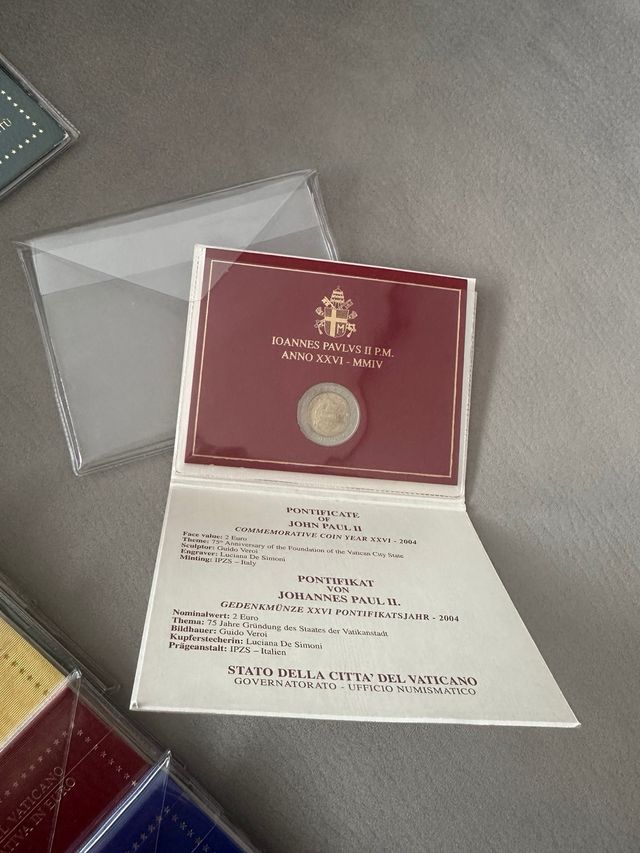 IOANNES PAVLVS II P.M.
ANNO XXVI - MMIV
PONTIFICATE
OF
JOHN PAUL II
COMMEMORATIVE COIN YEAR XXVI - 2004
Face value: 2 Euro
Theme: 75th Anniversary of the Foundation of the Vatican City State
Sculptor: Guido Veroi
Engraver: Luciana De Simoni
Minting: IPZS – Italy
PONTIFIKAT
VON
JOHANNES PAUL II.
GEDENKMÜNZE XXVI PONTIFIKATSJAHR - 2004
Nominalwert: 2 Euro
Thema: 75 Jahre Gründung des Staates der Vatikanstadt
Bildhauer: Guido Veroi
Kupferstecherin: Luciana De Simoni
Prägeanstalt: IPZS – Italien
STATO DELLA CITTA' DEL VATICANO
GOVERNATORATO - UFFICIO NUMISMATICO
VATICANO
IN EURO